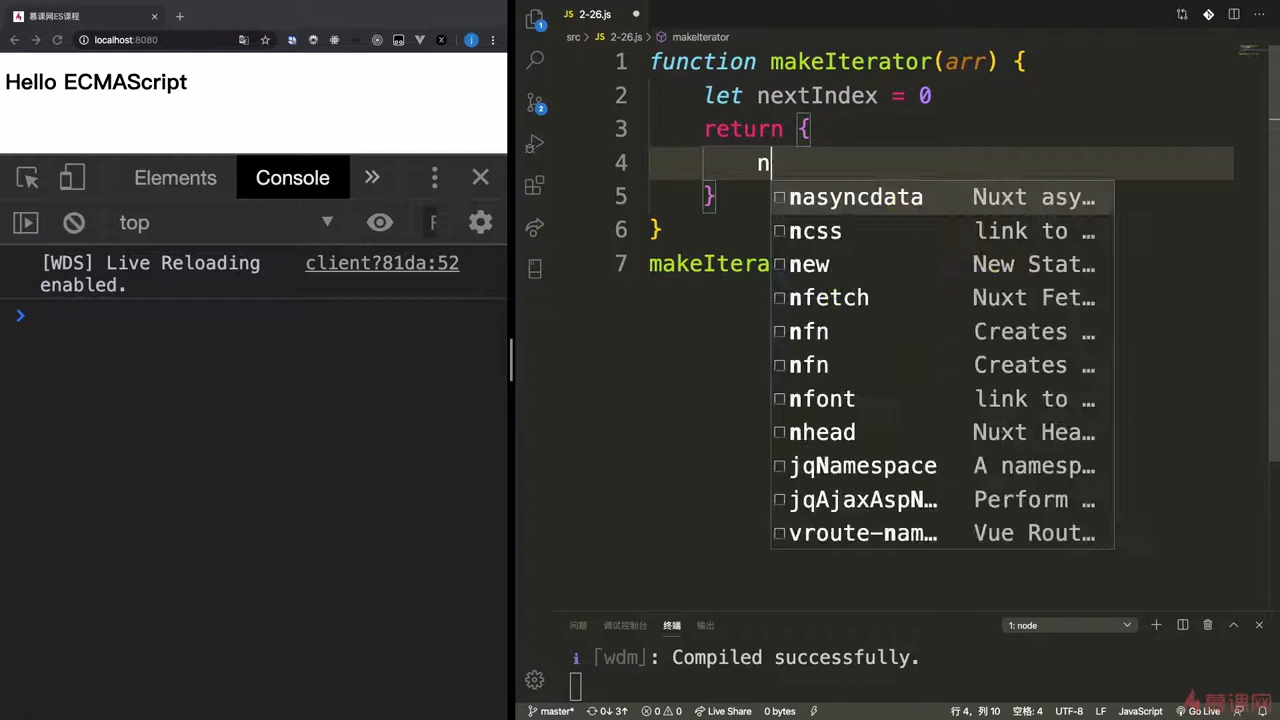 慕课网ES课程
localhost:8080
Hello ECMAScript
Elements
Console
top
[WDS] Live Reloading enabled.
client?81da:52
2-26.js
src > 2-26.js > makeIterator
1 function makeIterator(arr) {
2 let nextIndex = 0
3 return {
4 n
5 }
6 }
7 makeItera
nasyncdata Nuxt asy…
ncss link to …
new New Stat…
nfetch Nuxt Fet…
nfn Creates …
nfn Creates …
nfont link to …
nhead Nuxt Hea…
jqNamespace A namesp…
jqAjaxAspN… Perform …
vroute-nam… Vue Rout…
问题 调试控制台 终端 输出
1: node
i ｢wdm｣: Compiled successfully.
master* 0↓ 3↑ 0 0 Live Share 0 bytes
行 4，列 10 空格: 4 UTF-8 LF JavaScript Go Live
慕课网